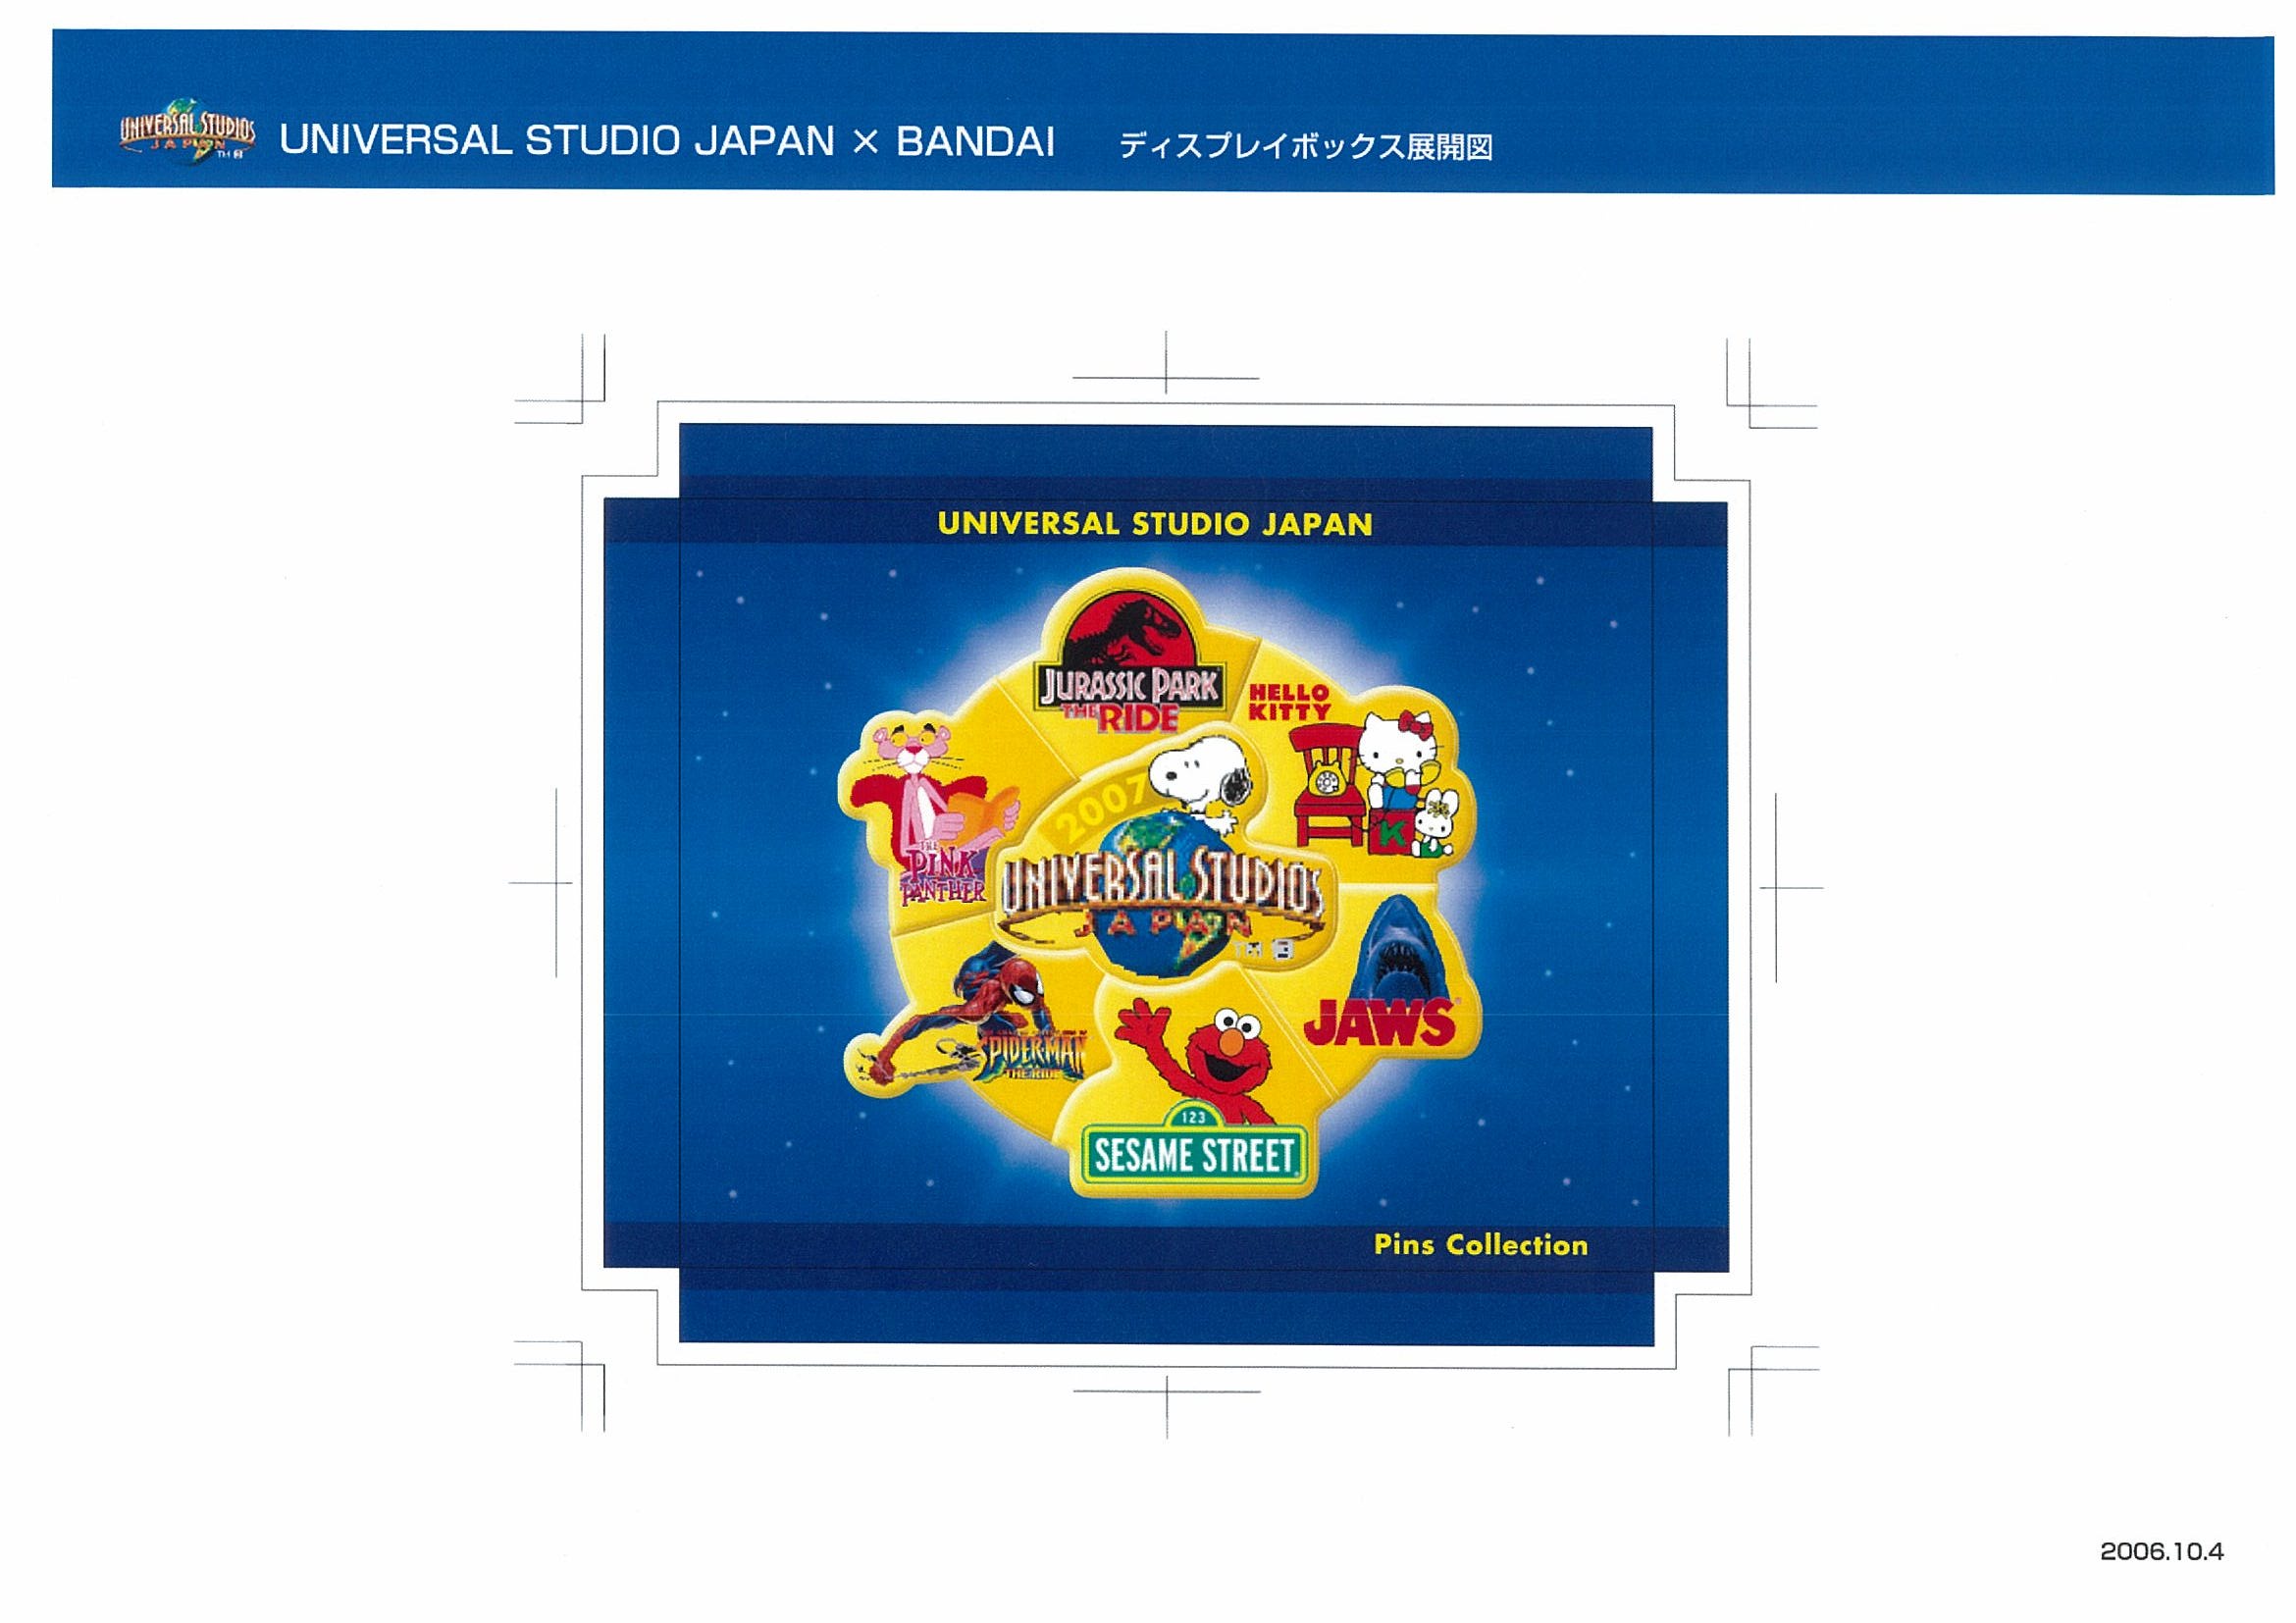 UNIVERSAL STUDIOS
JAPAN
TM &
UNIVERSAL STUDIO JAPAN × BANDAI ディスプレイボックス展開図
UNIVERSAL STUDIO JAPAN
JURASSIC PARK
THE RIDE
HELLO
KITTY
2007
THE
PINK
PANTHER
K
UNIVERSAL STUDIOS
JAPAN
TM &
JAWS
SPIDER-MAN
THE RIDE
123
SESAME STREET
Pins Collection
2006.10.4